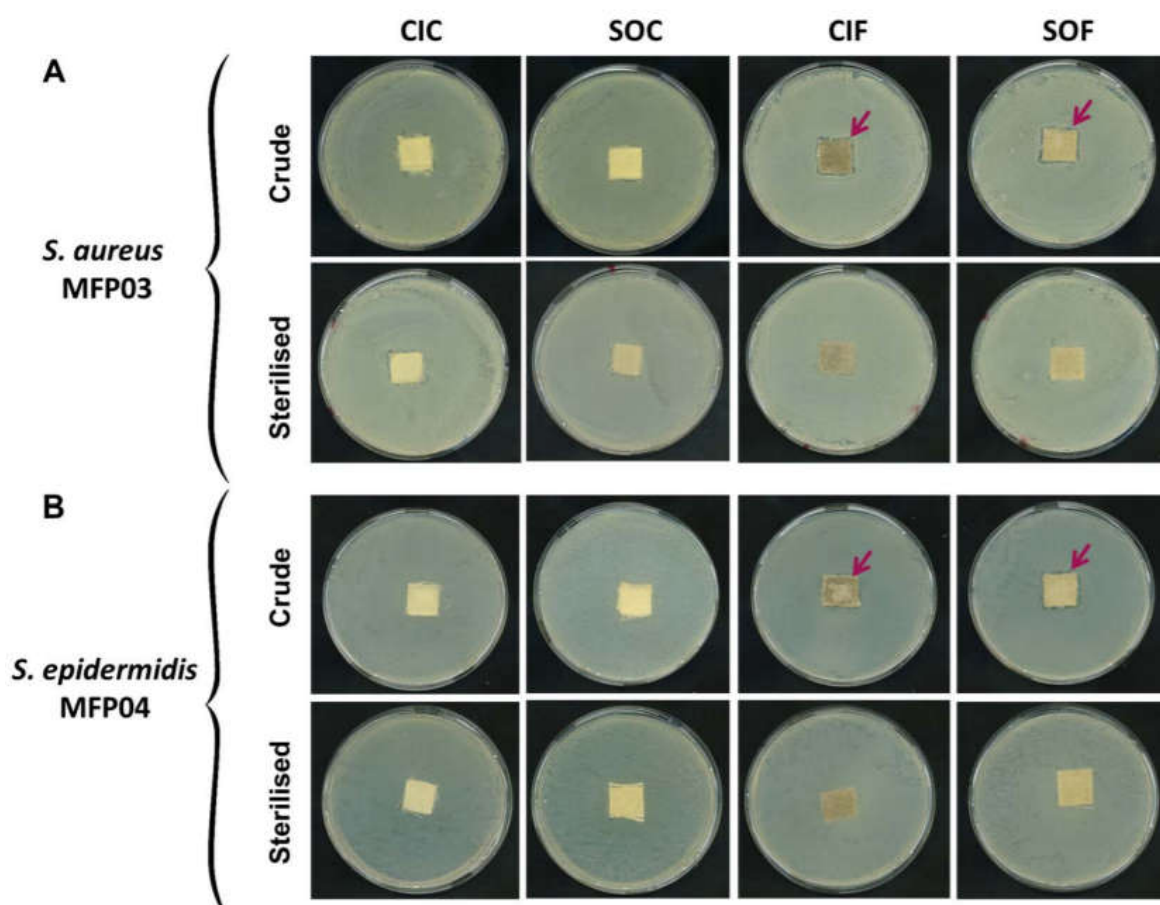 CIC SOC CIF SOF
A
Crude
S. aureus
MFP03
Sterilised
B
Crude
S. epidermidis
MFP04
Sterilised